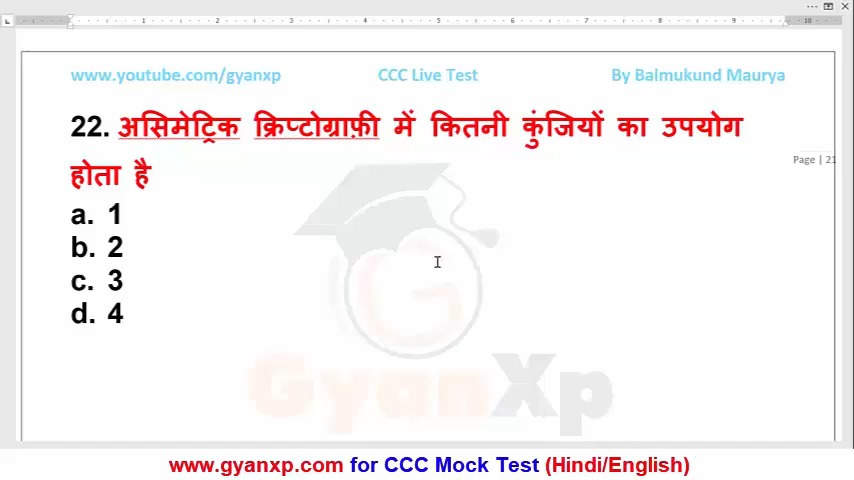 www.youtube.com/gyanxp CCC Live Test By Balmukund Maurya
22. असिमेट्रिक क्रिप्टोग्राफ़ी में कितनी कुंजियों का उपयोग
होता है
Page | 21
a. 1
b. 2
c. 3
d. 4
GyanXp
www.gyanxp.com for CCC Mock Test (Hindi/English)